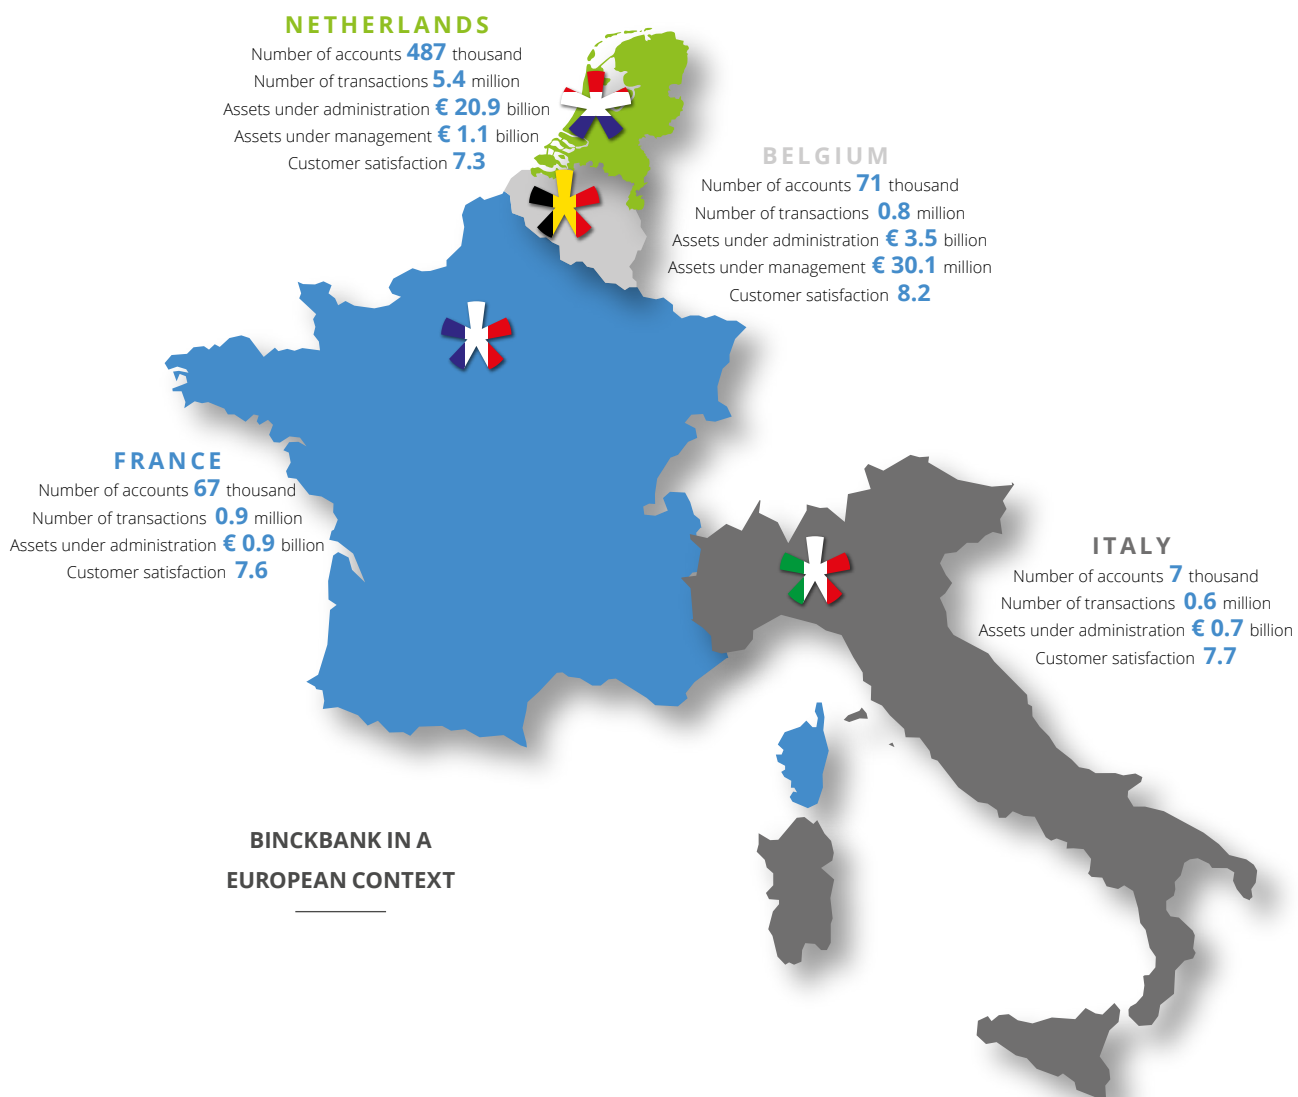 NETHERLANDS
Number of accounts 487 thousand
Number of transactions 5.4 million
Assets under administration € 20.9 billion
Assets under management € 1.1 billion
Customer satisfaction 7.3
BELGIUM
Number of accounts 71 thousand
Number of transactions 0.8 million
Assets under administration € 3.5 billion
Assets under management € 30.1 million
Customer satisfaction 8.2
FRANCE
Number of accounts 67 thousand
Number of transactions 0.9 million
Assets under administration € 0.9 billion
Customer satisfaction 7.6
ITALY
Number of accounts 7 thousand
Number of transactions 0.6 million
Assets under administration € 0.7 billion
Customer satisfaction 7.7
BINCKBANK IN A
EUROPEAN CONTEXT